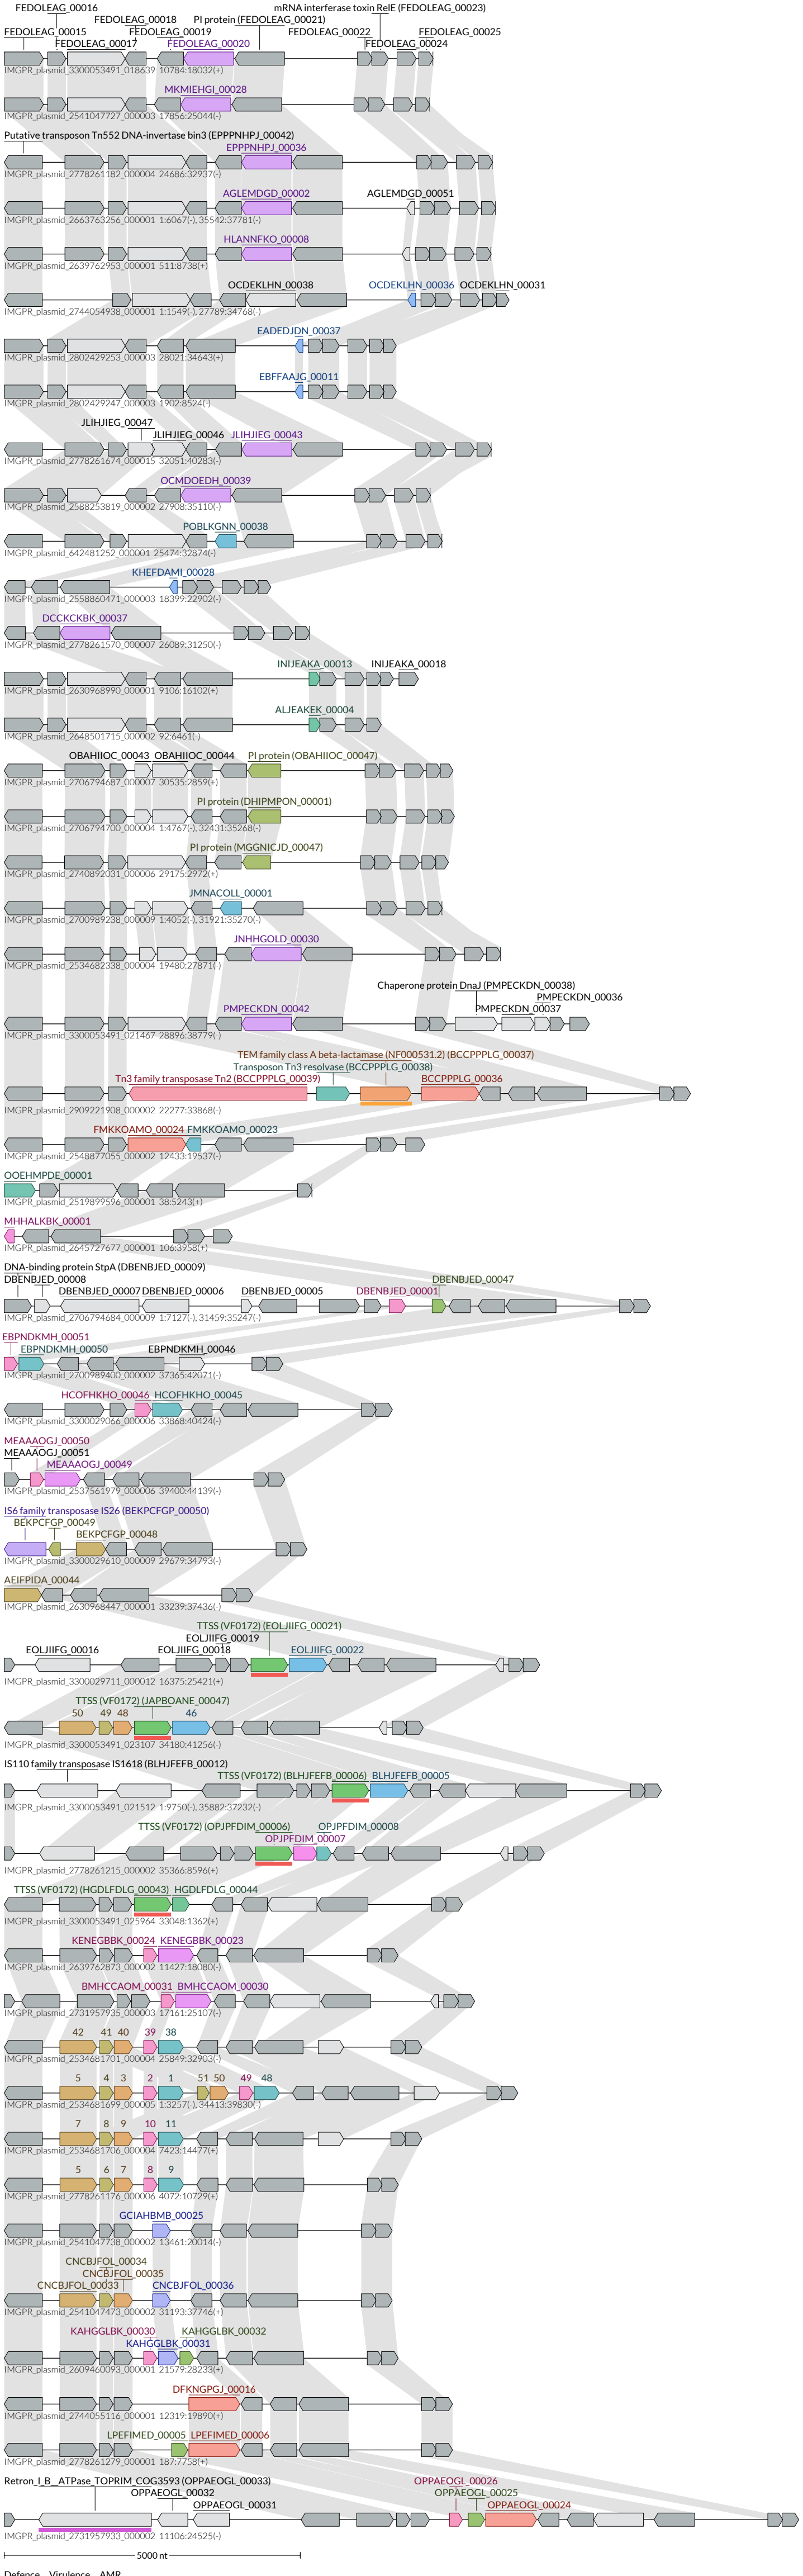 FEDOLEAG_00016
mRNA interferase toxin RelE (FEDOLEAG_00023)
FEDOLEAG_00018
PI protein (FEDOLEAG_00021)
FEDOLEAG_00015
FEDOLEAG_00019
FEDOLEAG_00022
FEDOLEAG_00025
FEDOLEAG_00017
FEDOLEAG_00020
FEDOLEAG_00024
IMGPR_plasmid_3300053491_018639 10784:18032(+)
MKMIEHGI_00028
IMGPR_plasmid_2541047727_000003 17856:25044(-)
Putative transposon Tn552 DNA-invertase bin3 (EPPPNHPJ_00042)
EPPPNHPJ_00036
IMGPR_plasmid_2778261182_000004 24686:32937(-)
AGLEMDGD_00002
AGLEMDGD_00051
IMGPR_plasmid_2663763256_000001 1:6067(-), 35542:37781(-)
HLANNFKO_00008
IMGPR_plasmid_2639762953_000001 511:8738(+)
OCDEKLHN_00038
OCDEKLHN_00036
OCDEKLHN_00031
IMGPR_plasmid_2744054938_000001 1:1549(-), 27789:34768(-)
EADEDJDN_00037
IMGPR_plasmid_2802429253_000003 28021:34643(+)
EBFFAAJG_00011
IMGPR_plasmid_2802429247_000003 1902:8524(-)
JLIHJIEG_00047
JLIHJIEG_00046
JLIHJIEG_00043
IMGPR_plasmid_2778261674_000015 32051:40283(-)
OCMDOEDH_00039
IMGPR_plasmid_2588253819_000002 27908:35110(-)
POBLKGNN_00038
IMGPR_plasmid_642481252_000001 25474:32874(-)
KHEFDAMI_00028
IMGPR_plasmid_2558860471_000003 18399:22902(-)
DCCKCKBK_00037
IMGPR_plasmid_2778261570_000007 26089:31250(-)
INIJEAKA_00013
INIJEAKA_00018
IMGPR_plasmid_2630968990_000001 9106:16102(+)
ALJEAKEK_00004
IMGPR_plasmid_2648501715_000002 92:6461(-)
OBAHIIOC_00043
OBAHIIOC_00044
PI protein (OBAHIIOC_00047)
IMGPR_plasmid_2706794687_000007 30535:2859(+)
PI protein (DHIPMPON_00001)
IMGPR_plasmid_2706794700_000004 1:4767(-), 32431:35268(-)
PI protein (MGGNICJD_00047)
IMGPR_plasmid_2740892031_000006 29175:2972(+)
JMNACOLL_00001
IMGPR_plasmid_2700989238_000009 1:4052(-), 31921:35270(-)
JNHHGOLD_00030
IMGPR_plasmid_2534682338_000004 19480:27871(-)
Chaperone protein DnaJ (PMPECKDN_00038)
PMPECKDN_00036
PMPECKDN_00042
PMPECKDN_00037
IMGPR_plasmid_3300053491_021467 28896:38779(-)
TEM family class A beta-lactamase (NF000531.2) (BCCPPPLG_00037)
Transposon Tn3 resolvase (BCCPPPLG_00038)
Tn3 family transposase Tn2 (BCCPPPLG_00039)
BCCPPPLG_00036
IMGPR_plasmid_2909221908_000002 22277:33868(-)
FMKKOAMO_00024
FMKKOAMO_00023
IMGPR_plasmid_2548877055_000002 12433:19537(-)
OOEHMPDE_00001
IMGPR_plasmid_2519899596_000001 38:5243(+)
MHHALKBK_00001
IMGPR_plasmid_2645727677_000001 106:3958(+)
DNA-binding protein StpA (DBENBJED_00009)
DBENBJED_00008
DBENBJED_00047
DBENBJED_00007
DBENBJED_00006
DBENBJED_00005
DBENBJED_00001
IMGPR_plasmid_2706794684_000009 1:7127(-), 31459:35247(-)
EBPNDKMH_00051
EBPNDKMH_00050
EBPNDKMH_00046
IMGPR_plasmid_2700989400_000002 37365:42071(-)
HCOFHKHO_00046
HCOFHKHO_00045
IMGPR_plasmid_3300029066_000006 33868:40424(-)
MEAAAOGJ_00050
MEAAAOGJ_00051
MEAAAOGJ_00049
IMGPR_plasmid_2537561979_000006 39400:44139(-)
IS6 family transposase IS26 (BEKPCFGP_00050)
BEKPCFGP_00049
BEKPCFGP_00048
IMGPR_plasmid_3300029610_000009 29679:34793(-)
AEIFPIDA_00044
IMGPR_plasmid_2630968447_000001 33239:37436(-)
TTSS (VF0172) (EOLJIIFG_00021)
EOLJIIFG_00019
EOLJIIFG_00016
EOLJIIFG_00018
EOLJIIFG_00022
IMGPR_plasmid_3300029711_000012 16375:25421(+)
TTSS (VF0172) (JAPBOANE_00047)
50 49 48 46
IMGPR_plasmid_3300053491_023107 34180:41256(-)
IS110 family transposase IS1618 (BLHJFEFB_00012)
TTSS (VF0172) (BLHJFEFB_00006)
BLHJFEFB_00005
IMGPR_plasmid_3300053491_021512 1:9750(-), 35882:37232(-)
TTSS (VF0172) (OPJPFDIM_00006)
OPJPFDIM_00008
OPJPFDIM_00007
IMGPR_plasmid_2778261215_000002 35366:8596(+)
TTSS (VF0172) (HGDLFDLG_00043)
HGDLFDLG_00044
IMGPR_plasmid_3300053491_025964 33048:1362(+)
KENEGBBK_00024
KENEGBBK_00023
IMGPR_plasmid_2639762873_000002 11427:18080(-)
BMHCCAOM_00031
BMHCCAOM_00030
IMGPR_plasmid_2731957935_000003 17161:25107(-)
42 41 40 39 38
IMGPR_plasmid_2534681701_000004 25849:32903(-)
5 4 3 2 1 51 50 49 48
IMGPR_plasmid_2534681699_000005 1:3257(-), 34413:39830(-)
7 8 9 10 11
IMGPR_plasmid_2534681706_000004 7423:14477(+)
5 6 7 8 9
IMGPR_plasmid_2778261176_000006 4072:10729(+)
GCIAHBMB_00025
IMGPR_plasmid_2541047738_000002 13461:20014(-)
CNCBJFOL_00034
CNCBJFOL_00035
CNCBJFOL_00033
CNCBJFOL_00036
IMGPR_plasmid_2541047473_000002 31193:37746(+)
KAHGGLBK_00030
KAHGGLBK_00032
KAHGGLBK_00031
IMGPR_plasmid_2609460093_000001 21579:28233(+)
DFKNGPGJ_00016
IMGPR_plasmid_2744055116_000001 12319:19890(+)
LPEFIMED_00005
LPEFIMED_00006
IMGPR_plasmid_2778261279_000001 187:7758(+)
Retron_I_B__ATPase_TOPRIM_COG3593 (OPPAEOGL_00033)
OPPAEOGL_00026
OPPAEOGL_00032
OPPAEOGL_00025
OPPAEOGL_00031
OPPAEOGL_00024
IMGPR_plasmid_2731957933_000002 11106:24525(-)
5000 nt
Defence Virulence AMR